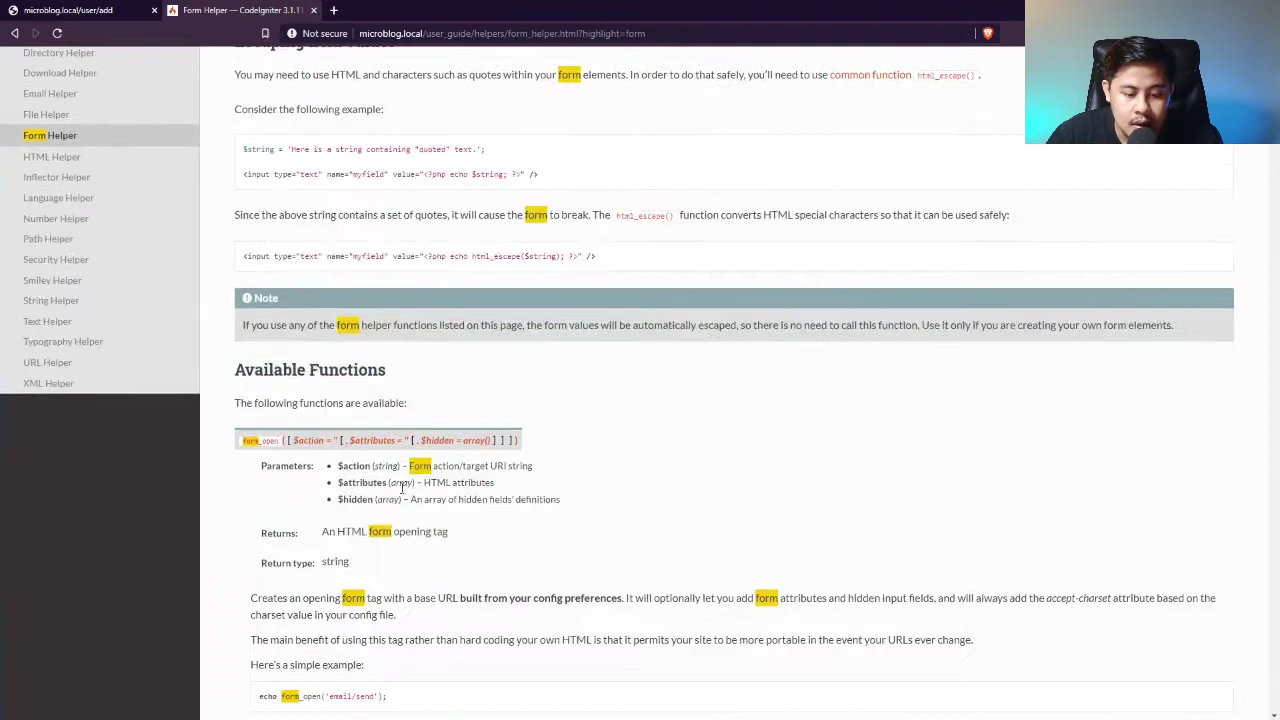 microblog.local/user/add
Form Helper — CodeIgniter 3.1.11
Not secure
microblog.local/user_guide/helpers/form_helper.html?highlight=form
Directory Helper
Download Helper
Email Helper
File Helper
Form Helper
HTML Helper
Inflector Helper
Language Helper
Number Helper
Path Helper
Security Helper
Smiley Helper
String Helper
Text Helper
Typography Helper
URL Helper
XML Helper
You may need to use HTML and characters such as quotes within your form elements. In order to do that safely, you'll need to use common function html_escape().
Consider the following example:
$string = 'Here is a string containing "quoted" text.';
<input type="text" name="myfield" value="<?php echo $string; ?>" />
Since the above string contains a set of quotes, it will cause the form to break. The html_escape() function converts HTML special characters so that it can be used safely:
<input type="text" name="myfield" value="<?php echo html_escape($string); ?>" />
Note
If you use any of the form helper functions listed on this page, the form values will be automatically escaped, so there is no need to call this function. Use it only if you are creating your own form elements.
Available Functions
The following functions are available:
form_open([$action = ''[, $attributes = ''[, $hidden = array()]]])
Parameters:
• $action (string) – Form action/target URI string
• $attributes (array) – HTML attributes
• $hidden (array) – An array of hidden fields' definitions
Returns: An HTML form opening tag
Return type: string
Creates an opening form tag with a base URL built from your config preferences. It will optionally let you add form attributes and hidden input fields, and will always add the accept-charset attribute based on the
charset value in your config file.
The main benefit of using this tag rather than hard coding your own HTML is that it permits your site to be more portable in the event your URLs ever change.
Here's a simple example:
echo form_open('email/send');